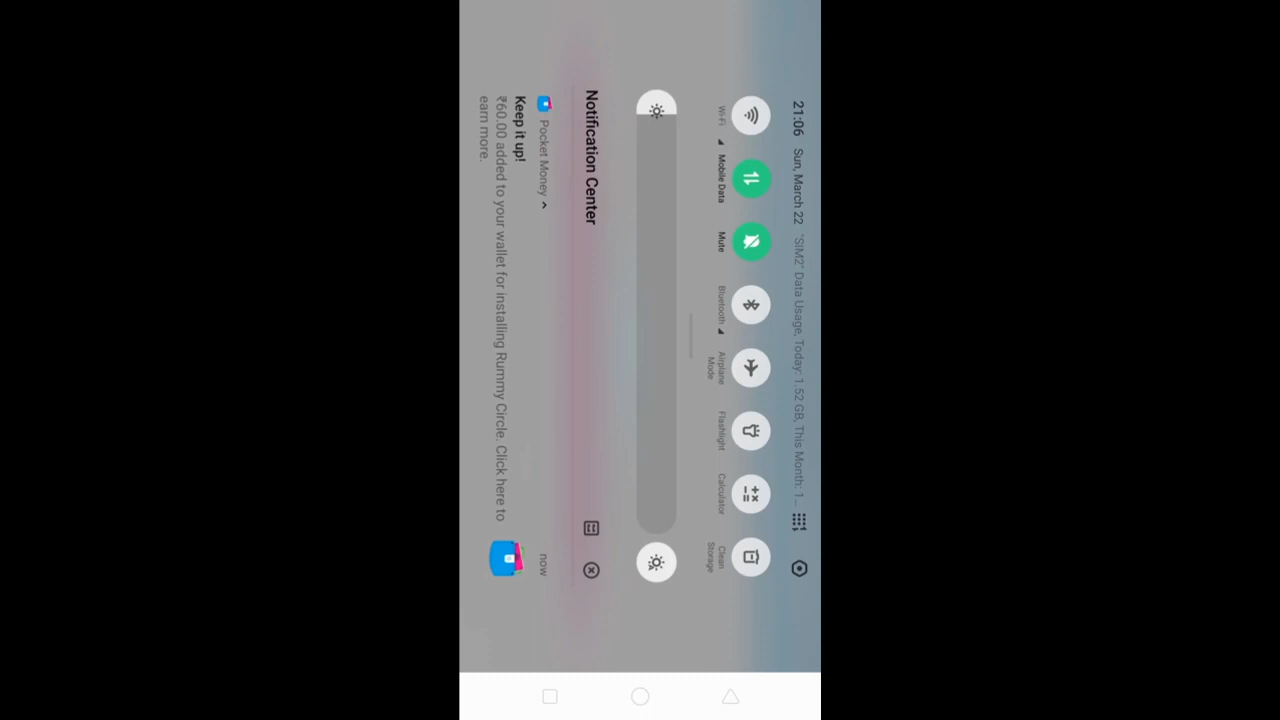 21:06 Sun, March 22 "SIM2" Data Usage, Today: 1.52 GB, This Month: 1...
Wi-Fi
Mobile Data
Mute
Bluetooth
Airplane
Mode
Flashlight
Calculator
Clean
Storage
Notification Center
Pocket Money now
Keep it up!
₹60.00 added to your wallet for installing Rummy Circle. Click here to
earn more.